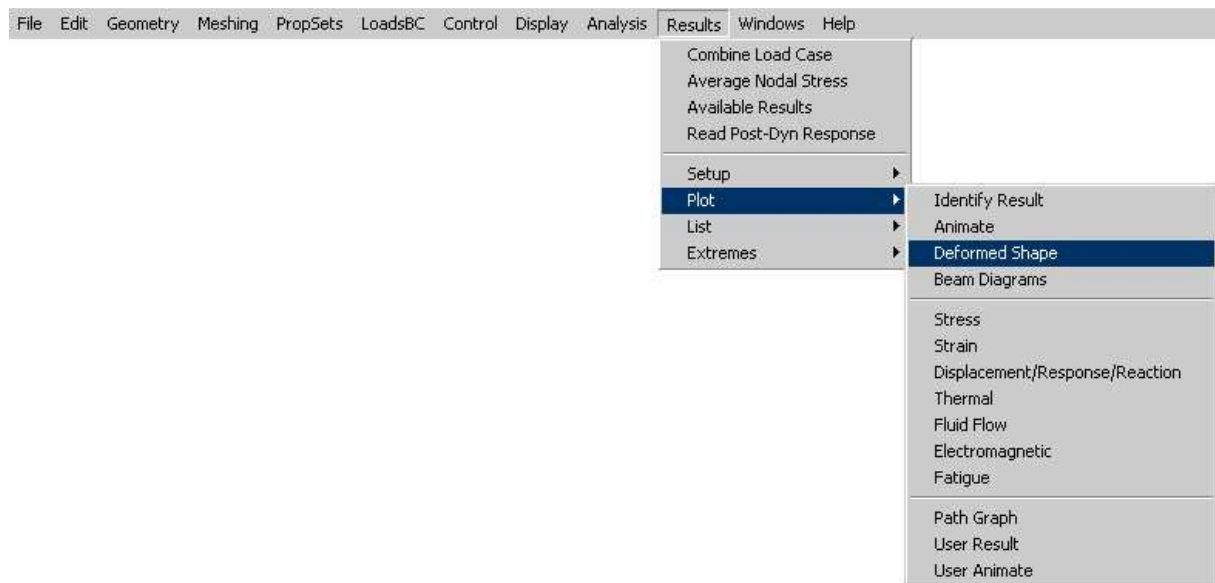 File Edit Geometry Meshing PropSets LoadsBC Control Display Analysis Results Windows Help
Combine Load Case
Average Nodal Stress
Available Results
Read Post-Dyn Response
Setup
Plot
List
Extremes
Identify Result
Animate
Deformed Shape
Beam Diagrams
Stress
Strain
Displacement/Response/Reaction
Thermal
Fluid Flow
Electromagnetic
Fatigue
Path Graph
User Result
User Animate